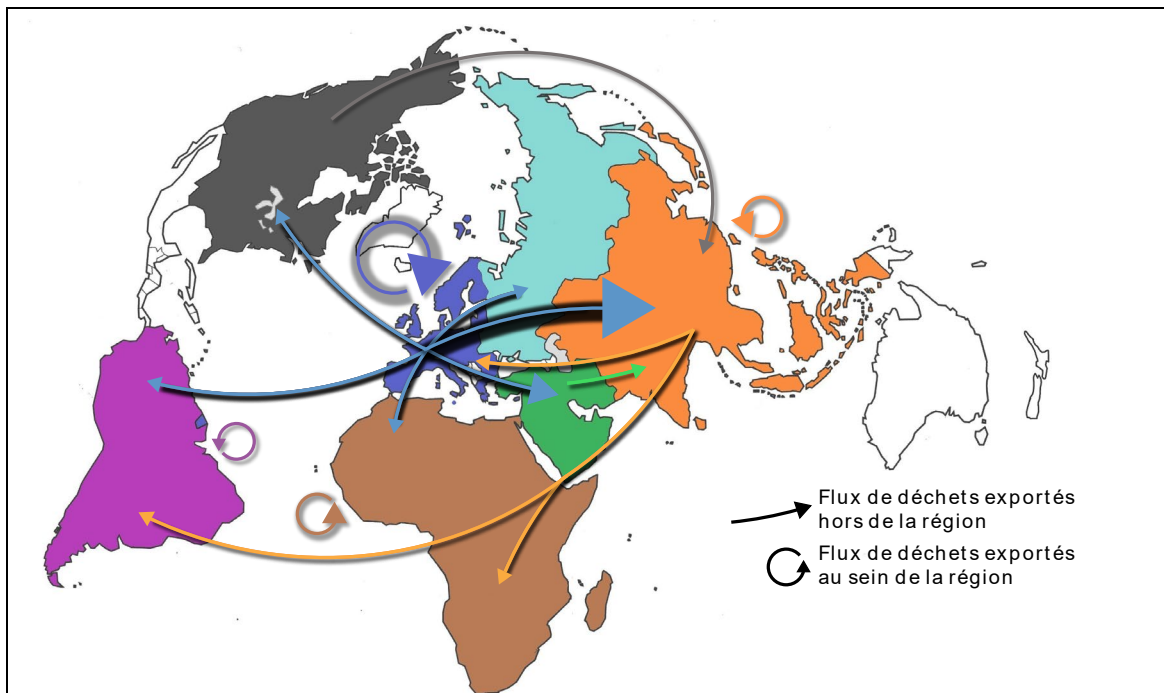 Flux de déchets exportés
hors de la région
Flux de déchets exportés
au sein de la région